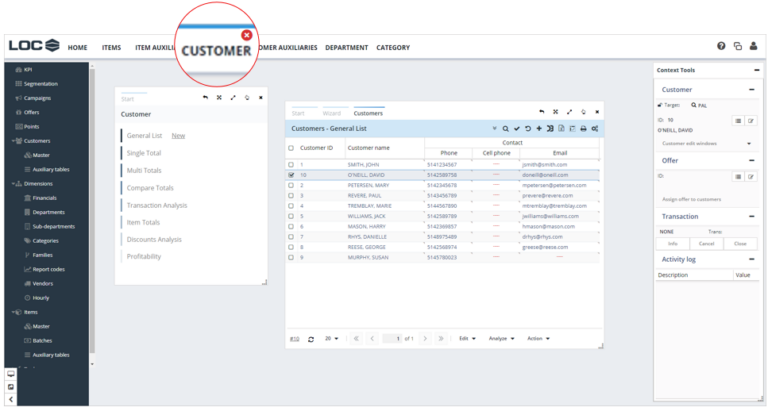 LOC
HOME
ITEMS
ITEM AUXILI
CUSTOMER
OMER AUXILIARIES
DEPARTMENT
CATEGORY
KPI
Segmentation
Campaigns
Offers
Points
Customers
Master
Auxiliary tables
Dimensions
Financials
Departments
Sub-departments
Categories
Families
Report codes
Vendors
Hourly
Items
Master
Batches
Auxiliary tables
Start
Customer
General List New
Single Total
Multi Totals
Compare Totals
Transaction Analysis
Item Totals
Discounts Analysis
Profitability
Start Wizard Customers
Customers - General List
Customer ID Customer name Contact
Phone Cell phone Email
1 SMITH, JOHN 5141234567 --- jsmith@smith.com
10 O'NEILL, DAVID 5142589758 --- doneill@oneill.com
2 PETERSEN, MARY 5142345678 --- mpetersen@petersen.com
3 REVERE, PAUL 5143456789 --- prevere@revere.com
4 TREMBLAY, MARIE 5144567890 --- mtremblay@tremblay.com
5 WILLIAMS, JACK 5142589789 --- jwilliams@williams.com
6 MASON, HARRY 5142369857 --- hmason@mason.com
7 RHYS, DANIELLE 5148975489 --- drhys@rhys.com
8 REESE, GEORGE 5142568974 --- greese@reese.com
9 MURPHY, SUSAN 5145780023 --- ---
#10 20 1 of 1 Edit Analyze Action
Context Tools
Customer
Target: PAL
ID: 10
O'NEILL, DAVID
Customer edit windows
Offer
ID:
Assign offer to customers
Transaction
NONE Trans:
Info Cancel Close
Activity log
Description Value